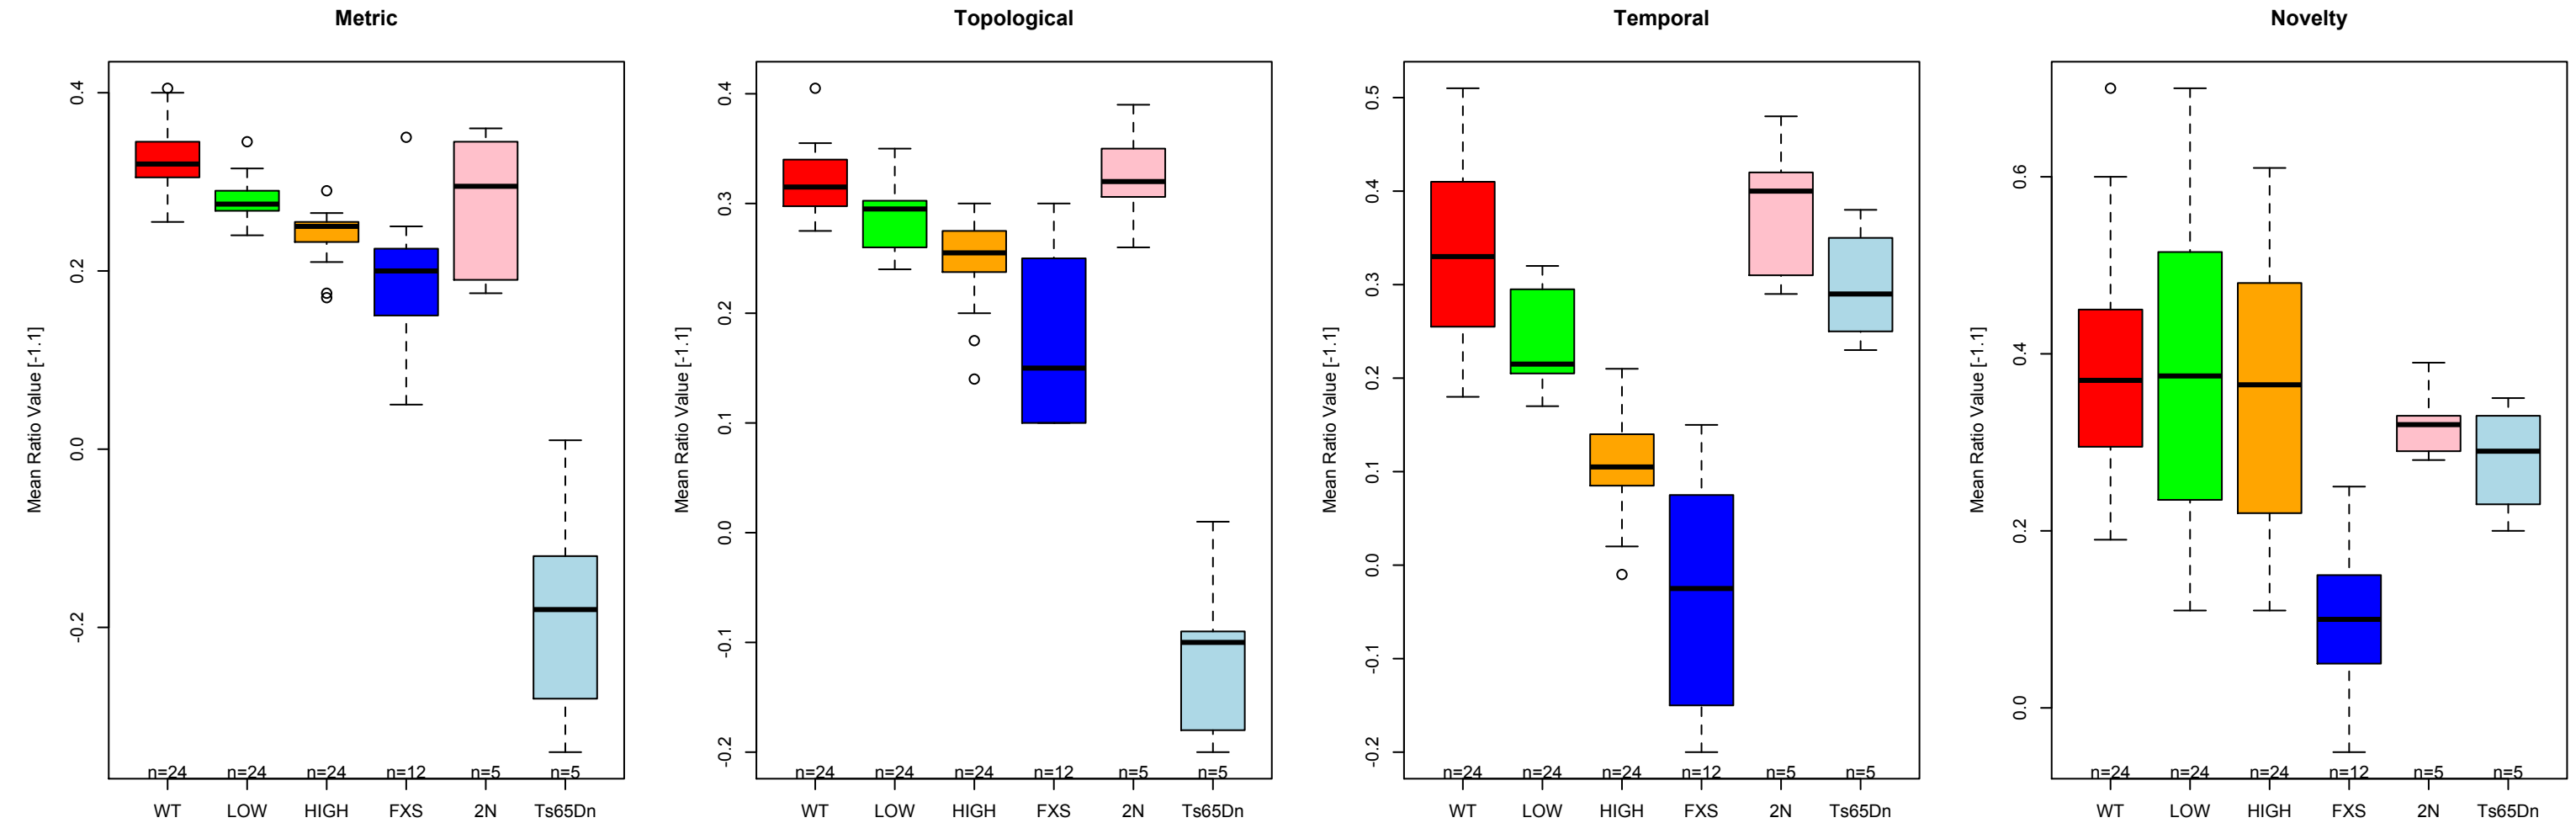 Metric
Topological
Temporal
Novelty
Mean Ratio Value [-1.1]
0.4
0.2
0.0
-0.2
n=24 n=24 n=24 n=12 n=5 n=5
WT LOW HIGH FXS 2N Ts65Dn
Mean Ratio Value [-1.1]
0.4
0.3
0.2
0.1
0.0
-0.1
-0.2
n=24 n=24 n=24 n=12 n=5 n=5
WT LOW HIGH FXS 2N Ts65Dn
Mean Ratio Value [-1.1]
0.5
0.4
0.3
0.2
0.1
0.0
-0.1
-0.2
n=24 n=24 n=24 n=12 n=5 n=5
WT LOW HIGH FXS 2N Ts65Dn
Mean Ratio Value [-1.1]
0.6
0.4
0.2
0.0
n=24 n=24 n=24 n=12 n=5 n=5
WT LOW HIGH FXS 2N Ts65Dn